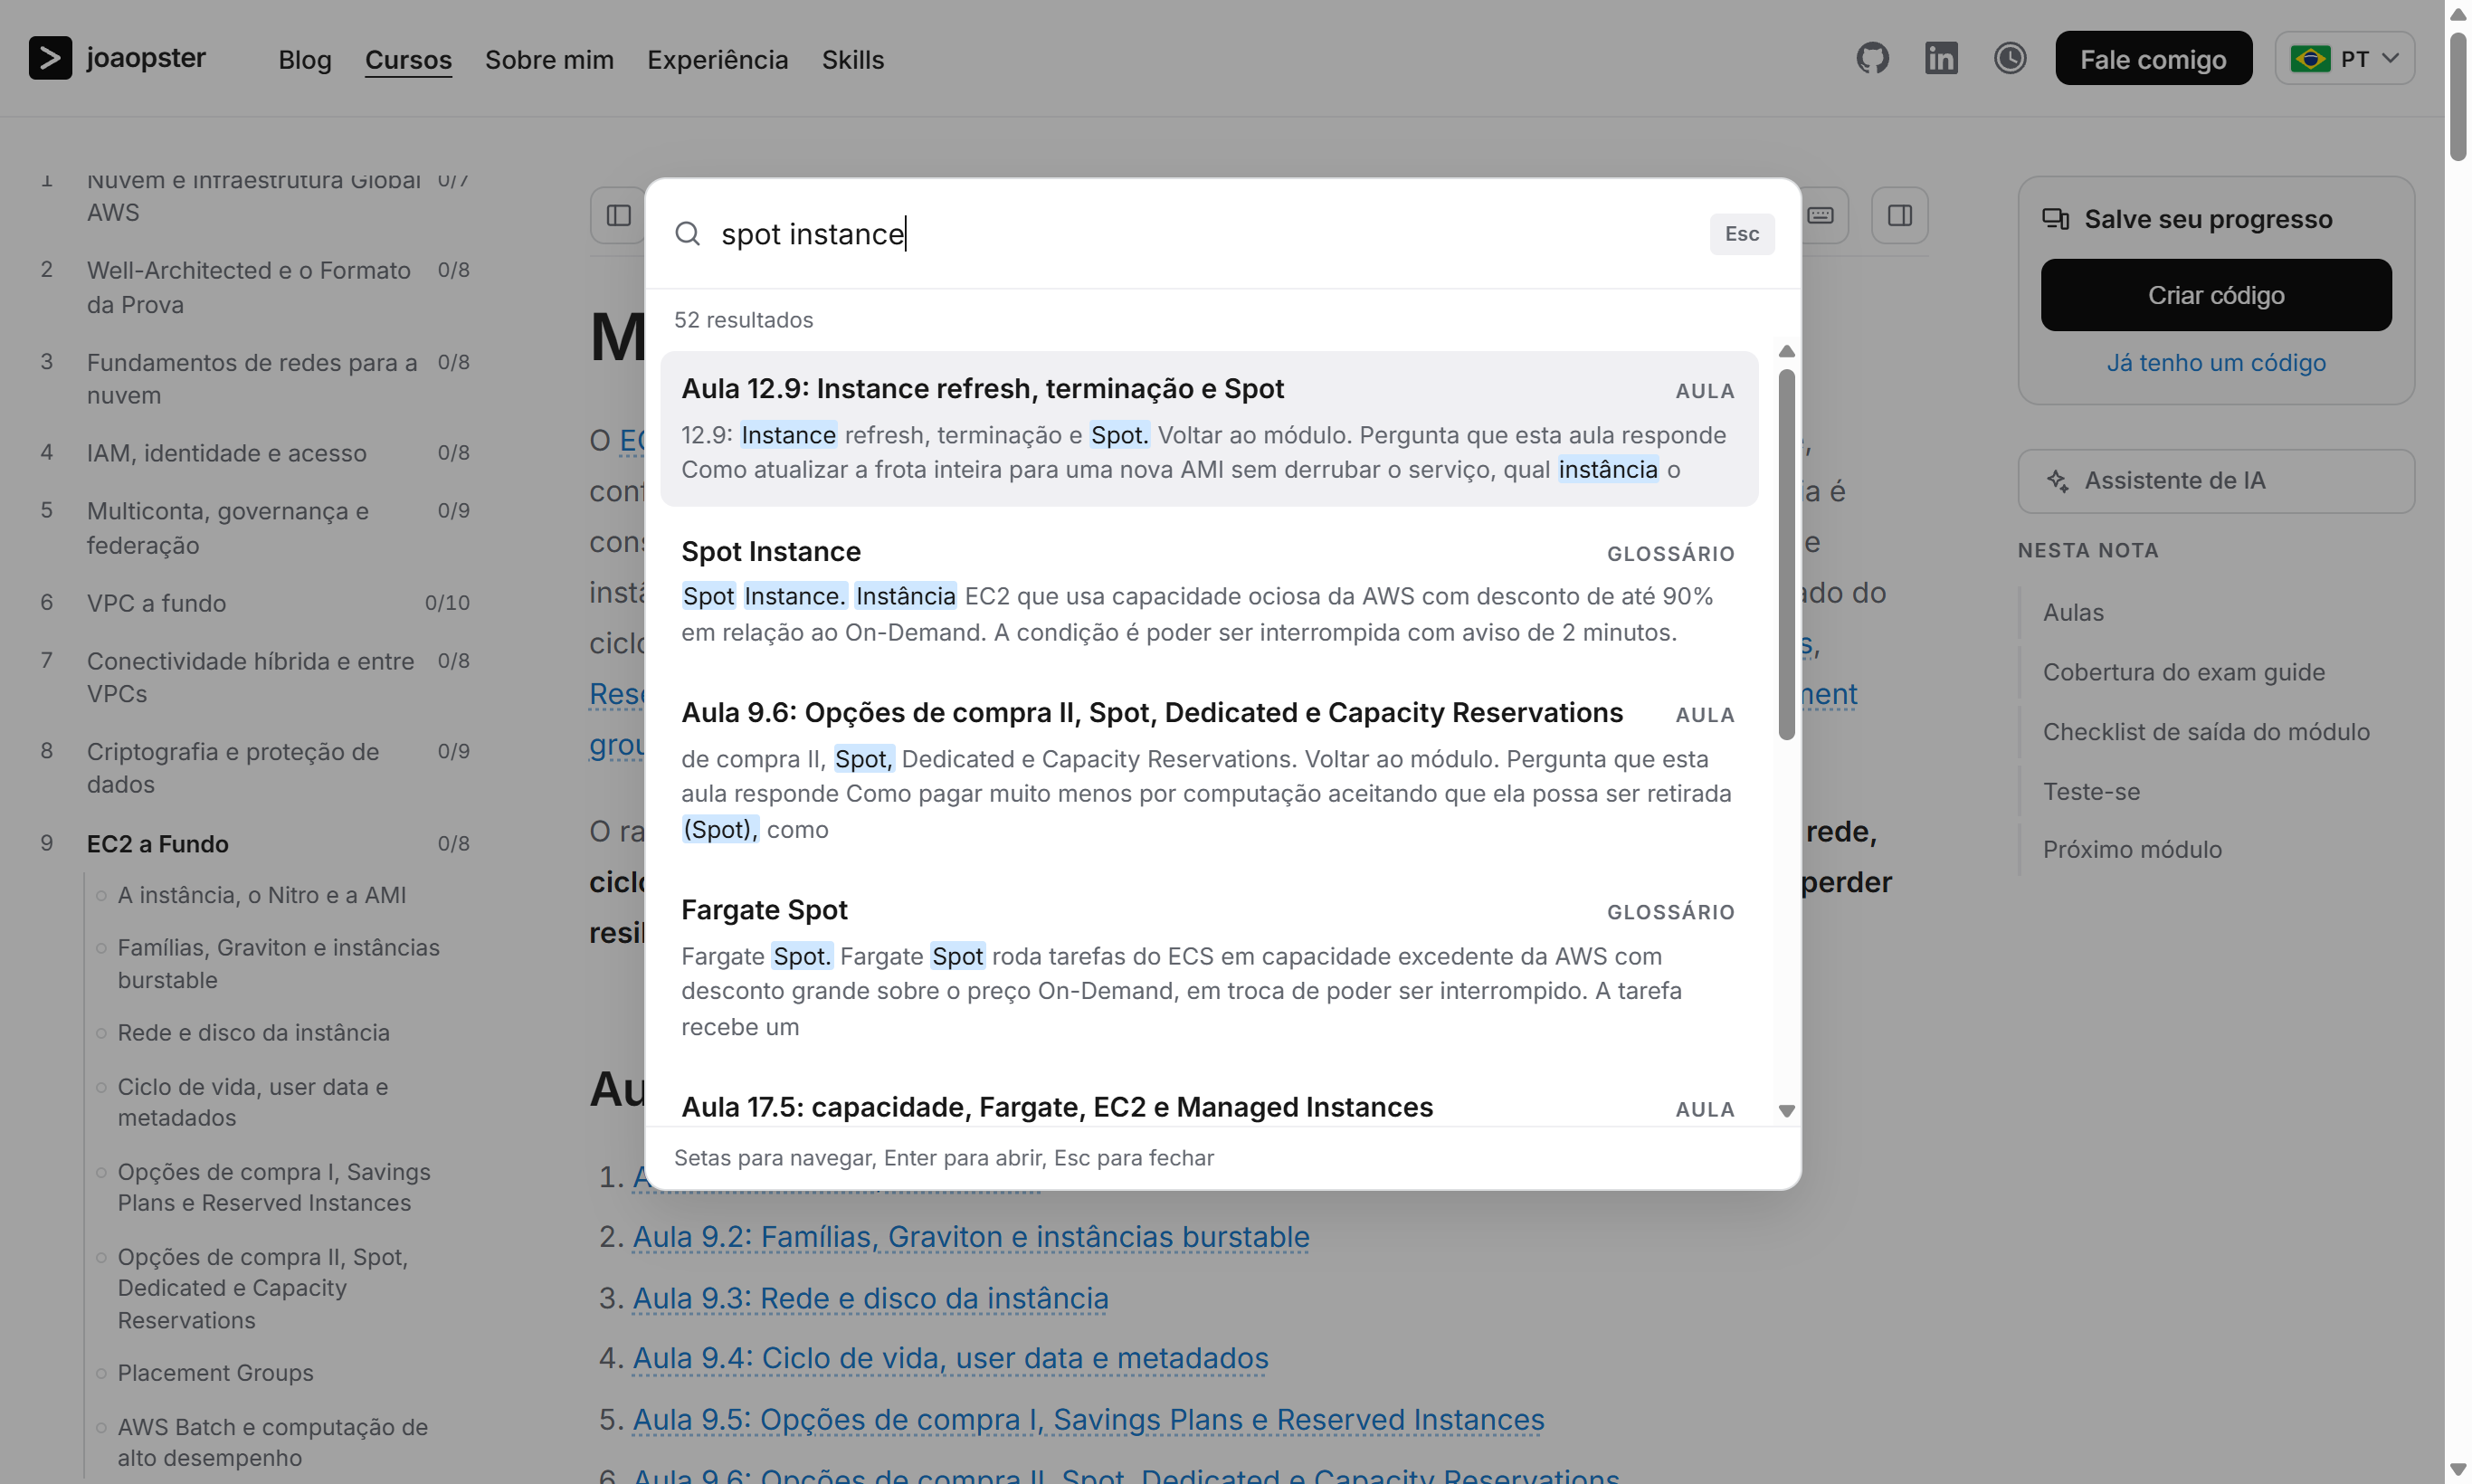 joaopster
Blog
Cursos
Sobre mim
Experiência
Skills
Fale comigo
PT
1 Nuvem e Infraestrutura Global 0/7
AWS
2 Well-Architected e o Formato 0/8
da Prova
3 Fundamentos de redes para a 0/8
nuvem
4 IAM, identidade e acesso 0/8
5 Multiconta, governança e 0/9
federação
6 VPC a fundo 0/10
7 Conectividade híbrida e entre 0/8
VPCs
8 Criptografia e proteção de 0/9
dados
9 EC2 a Fundo 0/8
A instância, o Nitro e a AMI
Famílias, Graviton e instâncias
burstable
Rede e disco da instância
Ciclo de vida, user data e
metadados
Opções de compra I, Savings
Plans e Reserved Instances
Opções de compra II, Spot,
Dedicated e Capacity
Reservations
Placement Groups
AWS Batch e computação de
alto desempenho
spot instance
Esc
52 resultados
Aula 12.9: Instance refresh, terminação e Spot AULA
12.9: Instance refresh, terminação e Spot. Voltar ao módulo. Pergunta que esta aula responde
Como atualizar a frota inteira para uma nova AMI sem derrubar o serviço, qual instância o
Spot Instance GLOSSÁRIO
Spot Instance. Instância EC2 que usa capacidade ociosa da AWS com desconto de até 90%
em relação ao On-Demand. A condição é poder ser interrompida com aviso de 2 minutos.
Aula 9.6: Opções de compra II, Spot, Dedicated e Capacity Reservations AULA
de compra II, Spot, Dedicated e Capacity Reservations. Voltar ao módulo. Pergunta que esta
aula responde Como pagar muito menos por computação aceitando que ela possa ser retirada
(Spot), como
Fargate Spot GLOSSÁRIO
Fargate Spot. Fargate Spot roda tarefas do ECS em capacidade excedente da AWS com
desconto grande sobre o preço On-Demand, em troca de poder ser interrompido. A tarefa
recebe um
Aula 17.5: capacidade, Fargate, EC2 e Managed Instances AULA
Setas para navegar, Enter para abrir, Esc para fechar
O
é
e
do
O
rede,
perder
1.
2. Aula 9.2: Famílias, Graviton e instâncias burstable
3. Aula 9.3: Rede e disco da instância
4. Aula 9.4: Ciclo de vida, user data e metadados
5. Aula 9.5: Opções de compra I, Savings Plans e Reserved Instances
6. Aula 9.6: Opções de compra II, Spot, Dedicated e Capacity Reservations
Salve seu progresso
Criar código
Já tenho um código
Assistente de IA
NESTA NOTA
Aulas
Cobertura do exam guide
Checklist de saída do módulo
Teste-se
Próximo módulo